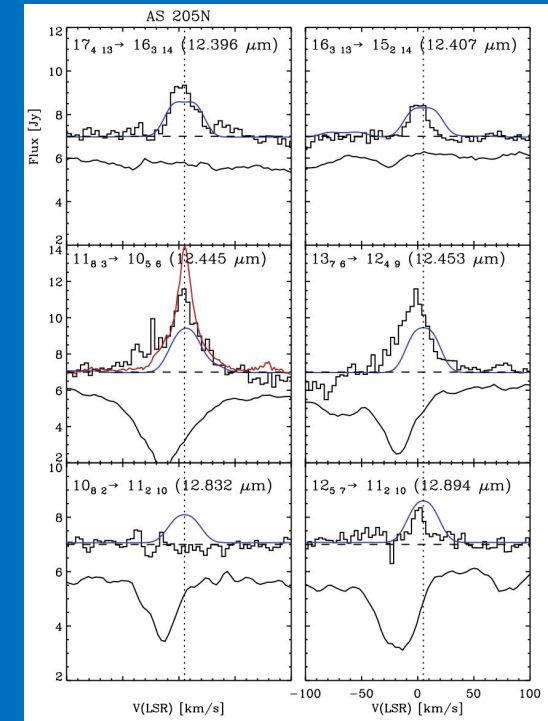 AS 205N
17₄ ₁₃→ 16₃ ₁₄ (12.396 μm)
16₃ ₁₃→ 15₂ ₁₄ (12.407 μm)
12
10
8
6
4
2
Flux [Jy]
11₈ ₃→ 10₅ ₆ (12.445 μm)
13₇ ₆→ 12₄ ₉ (12.453 μm)
14
12
10
8
6
4
2
10₈ ₂→ 11₂ ₁₀ (12.832 μm)
12₅ ₇→ 11₂ ₁₀ (12.894 μm)
10
8
6
4
2
-100 -50 0 50 100
V(LSR) [km/s]
V(LSR) [km/s]